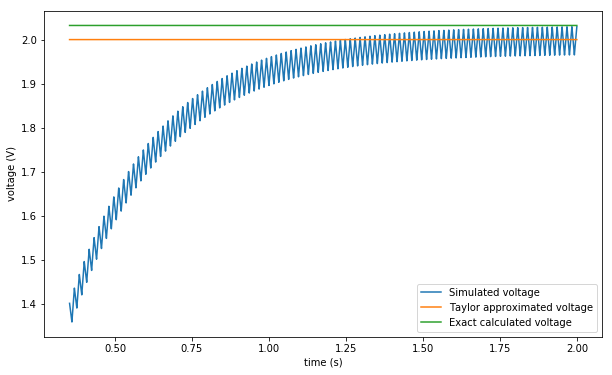 2.0
1.9
1.8
1.7
1.6
1.5
1.4
voltage (V)
0.50 0.75 1.00 1.25 1.50 1.75 2.00
time (s)
Simulated voltage
Taylor approximated voltage
Exact calculated voltage